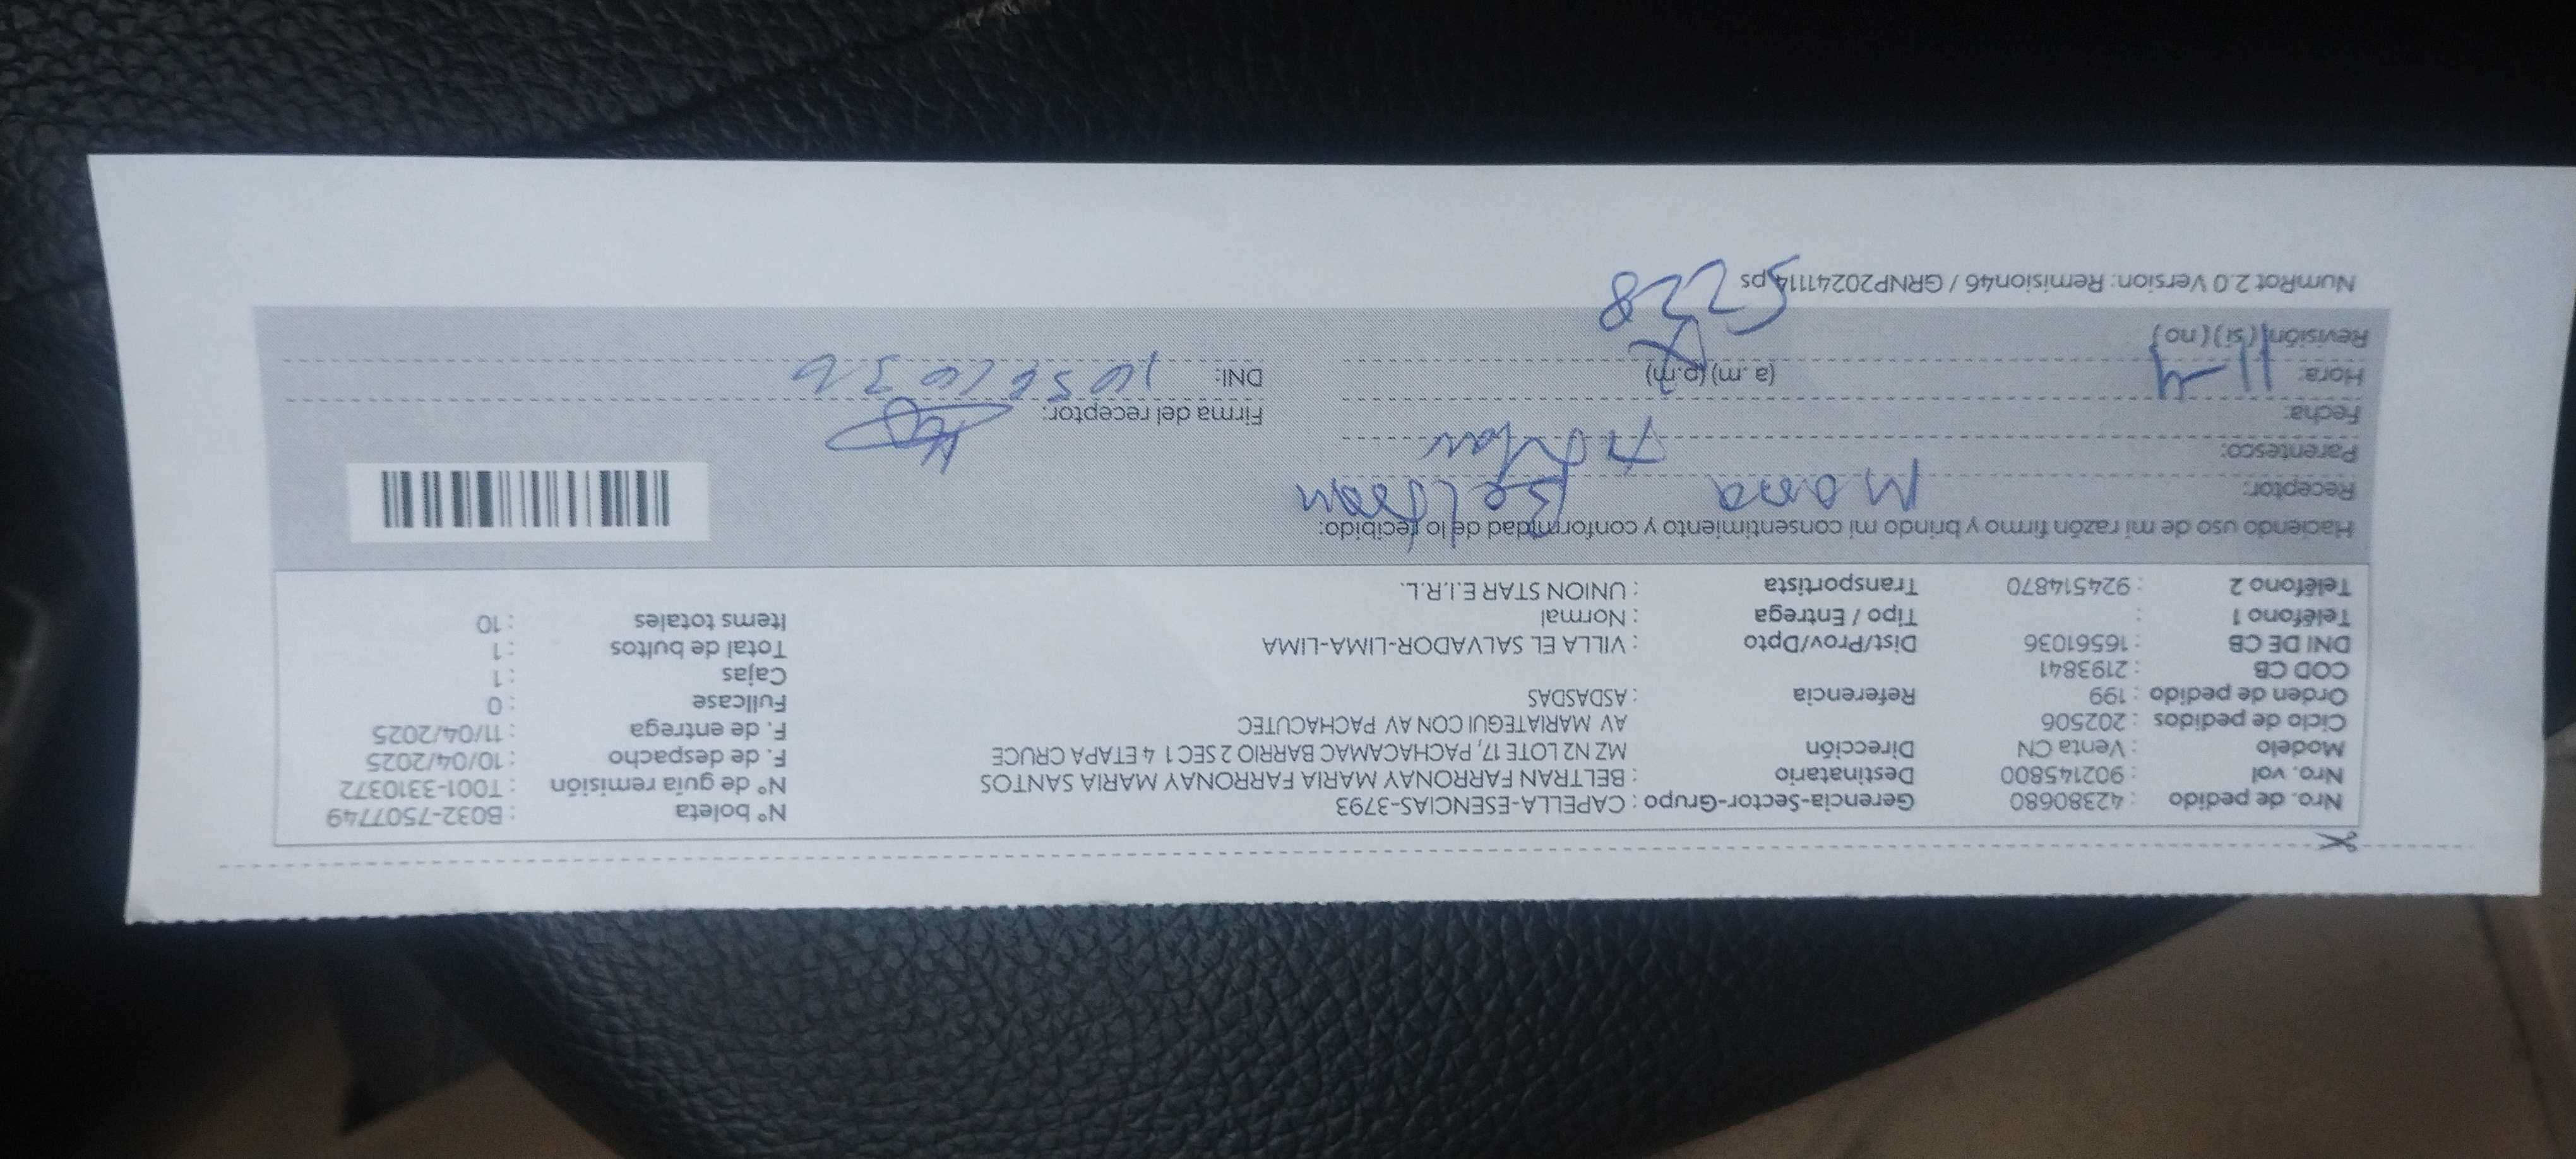 Nro. de pedido : 42380680 Gerencia-Sector-Grupo : CAPELLA-ESENCIAS-3793 N° boleta : B032-7507749
Nro. vol : 902145800 Destinatario : BELTRAN FARRONAY MARIA FARRONAY MARIA SANTOS N° de guía remisión : T001-3310372
Modelo : Venta CN Dirección MZ N2 LOTE 17, PACHACAMAC BARRIO 2 SEC 1 4 ETAPA CRUCE F. de despacho : 10/04/2025
Ciclo de pedidos : 202506 AV MARIATEGUI CON AV PACHACUTEC F. de entrega : 11/04/2025
Orden de pedido : 199 Referencia : ASDASDAS Fullcase : 0
COD CB : 2193841 Cajas : 1
DNI DE CB : 16561036 Dist/Prov/Dpto : VILLA EL SALVADOR-LIMA-LIMA Total de bultos : 1
Teléfono 1 : Tipo / Entrega : Normal Items totales : 10
Teléfono 2 : 924514870 Transportista : UNION STAR E.I.R.L.
Haciendo uso de mi razón firmo y brindo mi consentimiento y conformidad de lo recibido:
Receptor: Beltran
Parentesco: Titular
Fecha: Firma del receptor:
Hora: 11-4 (a.m) (p.m) DNI:
Revisión (si) (no)
5228
NumRot 2.0 Version: Remision46 / GRNP20241114.ps